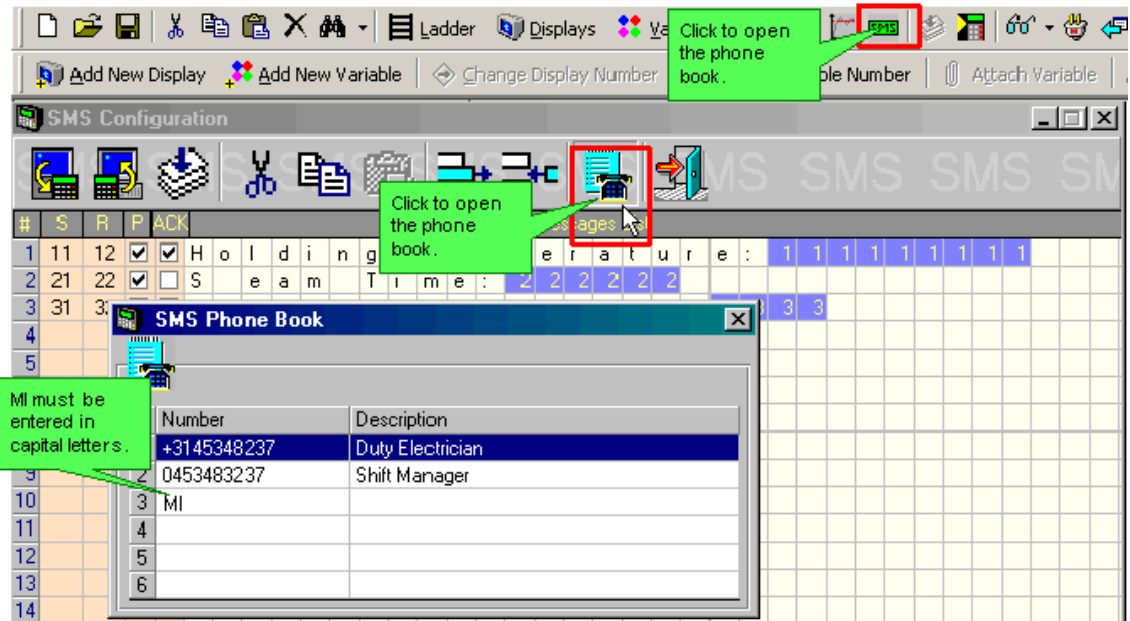 Ladder Displays Va
Click to open
the phone
book.
SMS
Add New Display Add New Variable Change Display Number ble Number Attach Variable
SMS Configuration
SMS SMS SMS
# S R P ACK
Click to open
the phone
book.
1 11 12 H o l d i n g e r a t u r e : 1 1 1 1 1 1 1 1 1
2 21 22 S e a m T i m e : 2 2 2 2 2 2
3 31 3 3 3
4
5
SMS Phone Book
MI must be
entered in
capital letters.
Number Description
+3145348237 Duty Electrician
2 0453483237 Shift Manager
3 MI
4
5
6
9
10
11
12
13
14